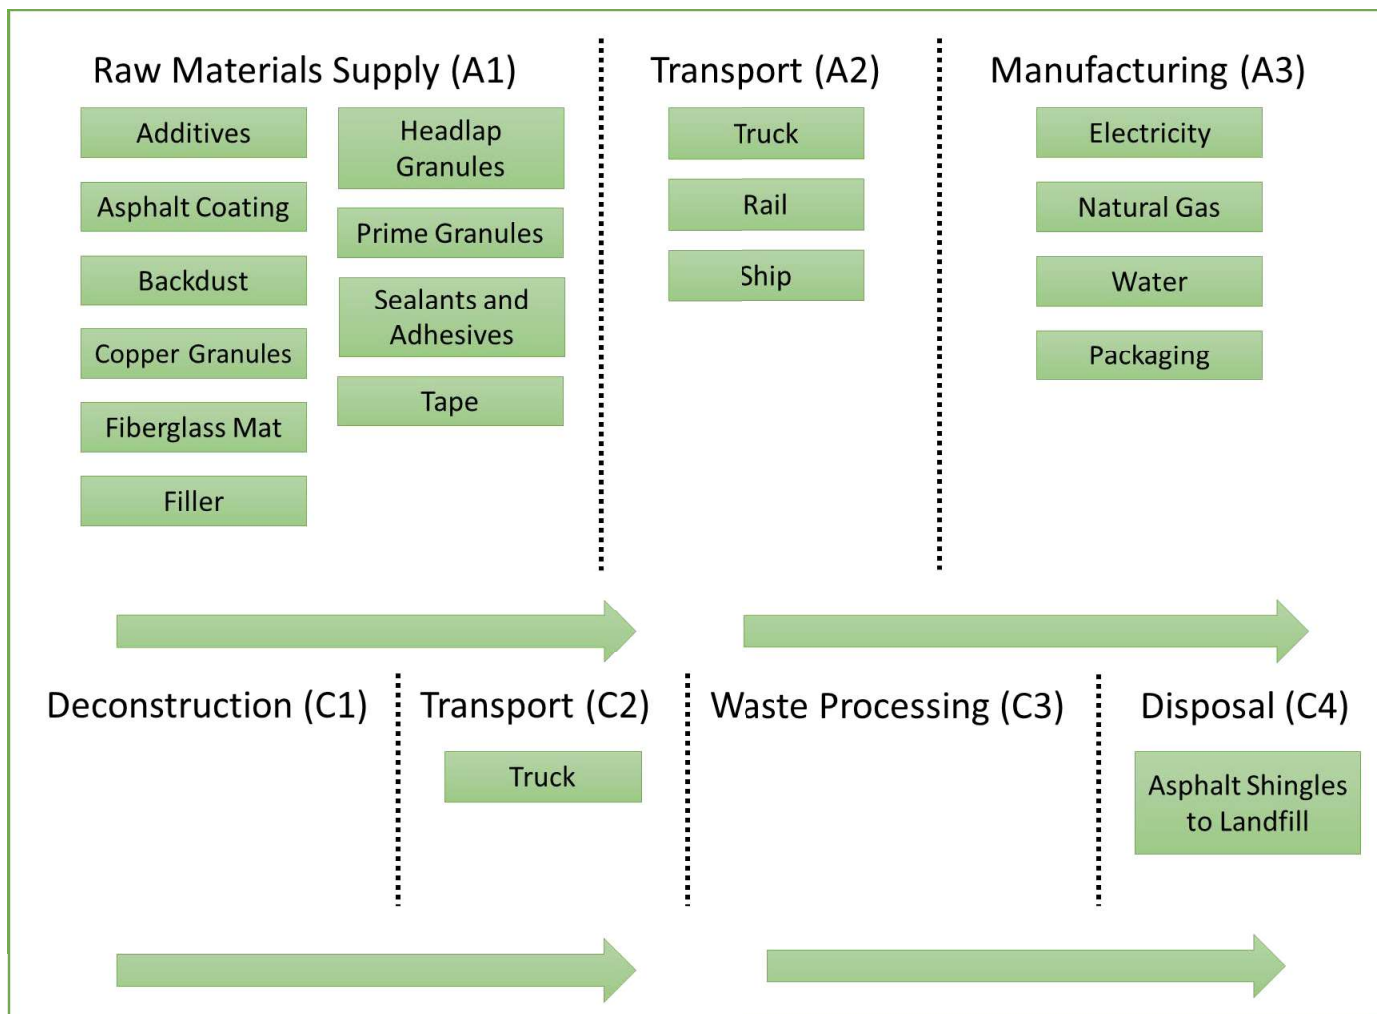 Raw Materials Supply (A1)
Additives
Asphalt Coating
Backdust
Copper Granules
Fiberglass Mat
Filler
Headlap
Granules
Prime Granules
Sealants and
Adhesives
Tape
Transport (A2)
Truck
Rail
Ship
Manufacturing (A3)
Electricity
Natural Gas
Water
Packaging
Deconstruction (C1)
Transport (C2)
Truck
Waste Processing (C3)
Disposal (C4)
Asphalt Shingles
to Landfill